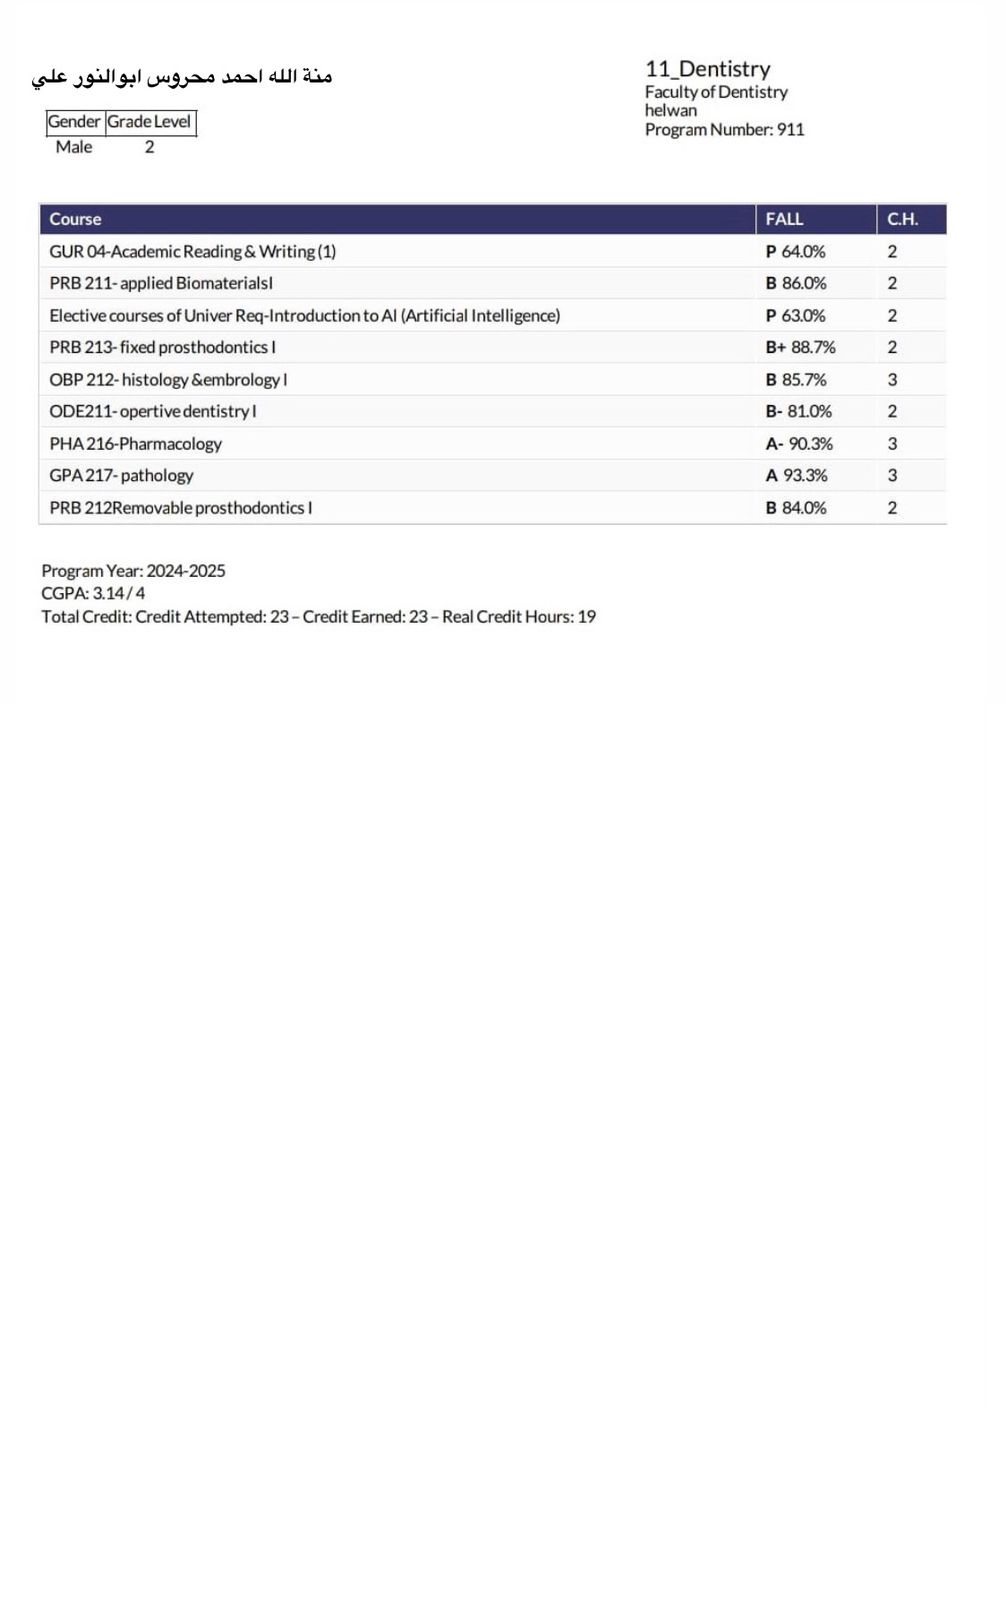 منة الله احمد محروس ابوالنور علي
11_Dentistry
Faculty of Dentistry
helwan
Program Number: 911
Gender Grade Level
Male 2
Course FALL C.H.
GUR 04-Academic Reading & Writing (1) P 64.0% 2
PRB 211- applied BiomaterialsI B 86.0% 2
Elective courses of Univer Req-Introduction to AI (Artificial Intelligence) P 63.0% 2
PRB 213- fixed prosthodontics I B+ 88.7% 2
OBP 212- histology &embrology I B 85.7% 3
ODE211- opertive dentistry I B- 81.0% 2
PHA 216-Pharmacology A- 90.3% 3
GPA 217- pathology A 93.3% 3
PRB 212Removable prosthodontics I B 84.0% 2
Program Year: 2024-2025
CGPA: 3.14 / 4
Total Credit: Credit Attempted: 23 – Credit Earned: 23 – Real Credit Hours: 19